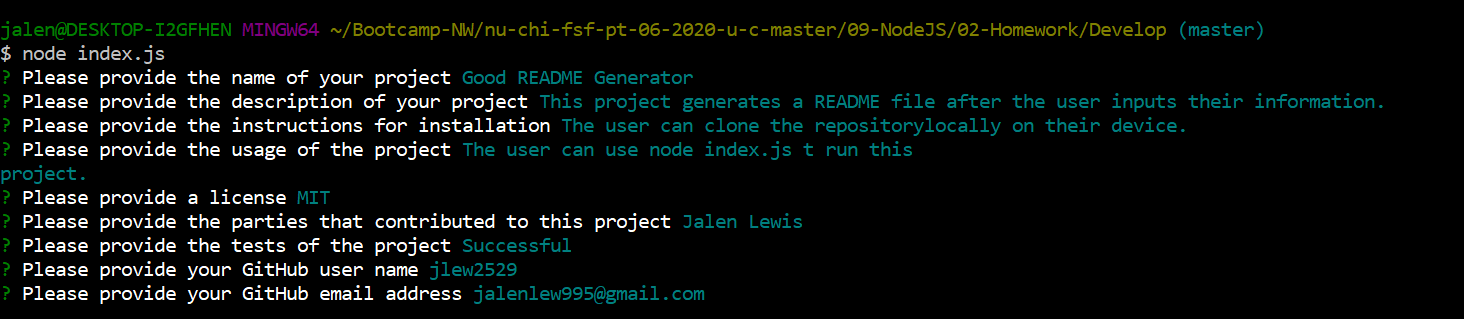 jalen@DESKTOP-I2GFHEN MINGW64 ~/Bootcamp-NW/nu-chi-fsf-pt-06-2020-u-c-master/09-NodeJS/02-Homework/Develop (master)
$ node index.js
? Please provide the name of your project Good README Generator
? Please provide the description of your project This project generates a README file after the user inputs their information.
? Please provide the instructions for installation The user can clone the repositorylocally on their device.
? Please provide the usage of the project The user can use node index.js t run this
project.
? Please provide a license MIT
? Please provide the parties that contributed to this project Jalen Lewis
? Please provide the tests of the project Successful
? Please provide your GitHub user name jlew2529
? Please provide your GitHub email address jalenlew995@gmail.com